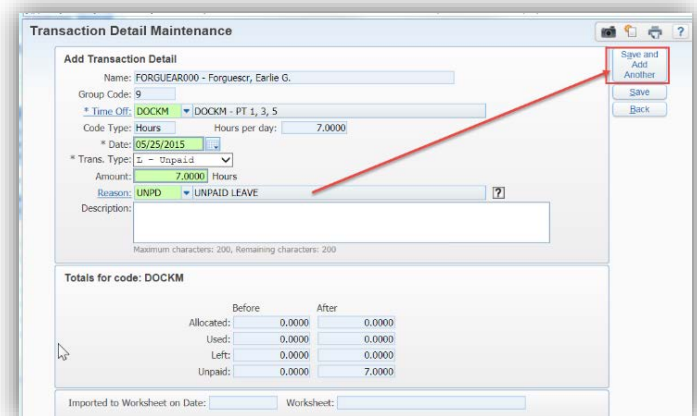 Transaction Detail Maintenance
?
Add Transaction Detail
Name: FORGUEAR000 - Forguescr, Earlie G.
Group Code: 9
* Time Off: DOCKM DOCKM - PT 1, 3, 5
Code Type: Hours Hours per day: 7.0000
* Date: 05/25/2015
* Trans. Type: L - Unpaid
Amount: 7.0000 Hours
Reason: UNPD UNPAID LEAVE ?
Description:
Maximum characters: 200, Remaining characters: 200
Save and
Add
Another
Save
Back
Totals for code: DOCKM
Before After
Allocated: 0.0000 0.0000
Used: 0.0000 0.0000
Left: 0.0000 0.0000
Unpaid: 0.0000 7.0000
Imported to Worksheet on Date: Worksheet: